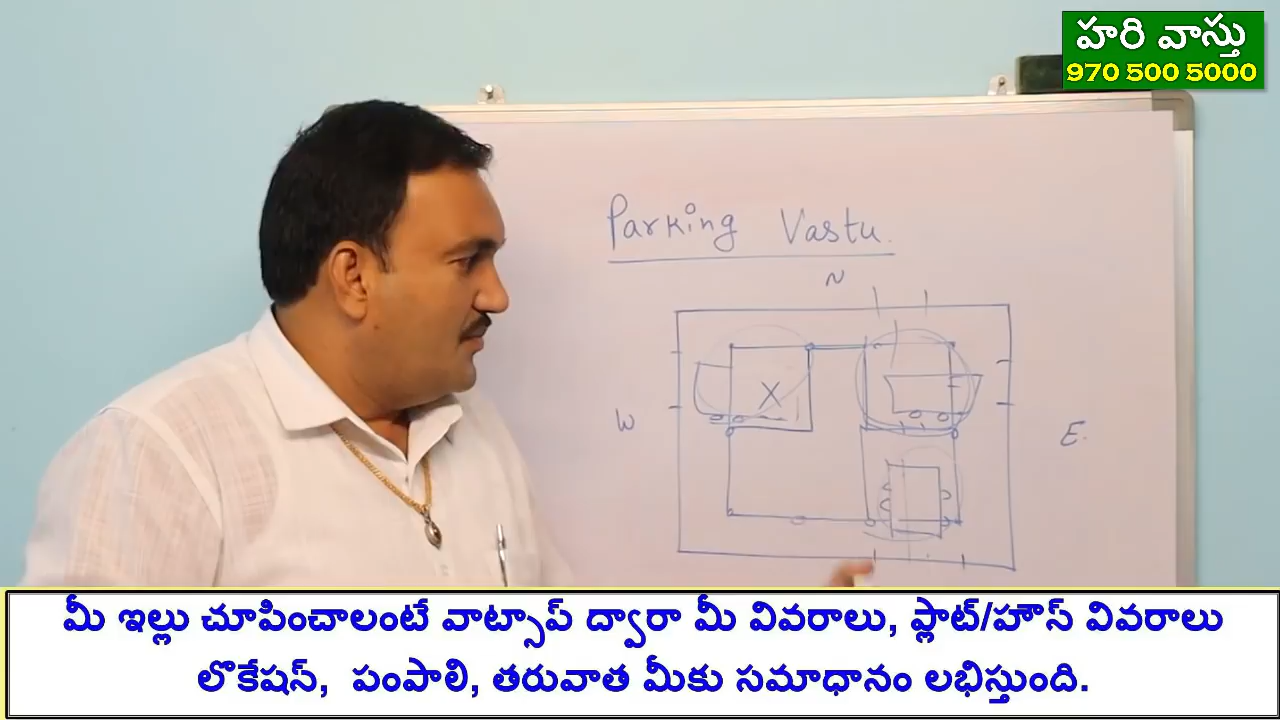 హరి వాస్తు
970 500 5000
Parking Vastu.
N
X
W
E.
మీ ఇల్లు చూపించాలంటే వాట్సాప్ ద్వారా మీ వివరాలు, ప్లాట్/హౌస్ వివరాలు
లొకేషన్, పంపాలి, తరువాత మీకు సమాధానం లభిస్తుంది.